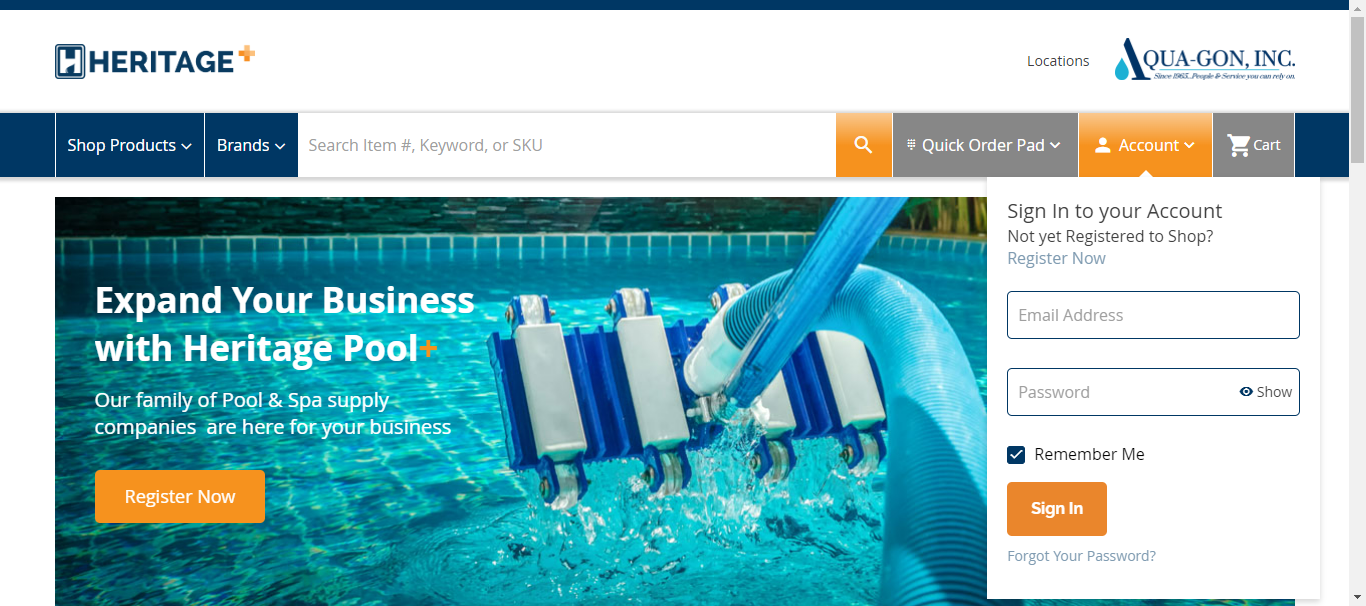 HERITAGE+
Locations
AQUA-GON, INC.
Since 1963...People & Service you can rely on.
Shop Products
Brands
Search Item #, Keyword, or SKU
Quick Order Pad
Account
Cart
Expand Your Business
with Heritage Pool+
Our family of Pool & Spa supply
companies are here for your business
Register Now
Sign In to your Account
Not yet Registered to Shop?
Register Now
Email Address
Password
Show
Remember Me
Sign In
Forgot Your Password?